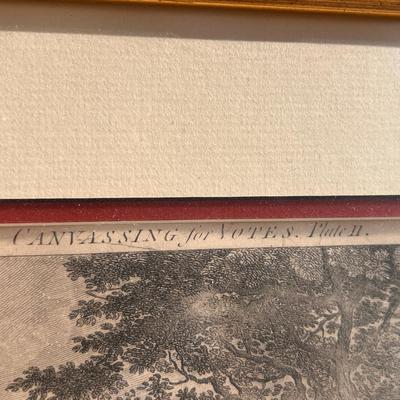 CANVASSING for VOTES. Plate II.